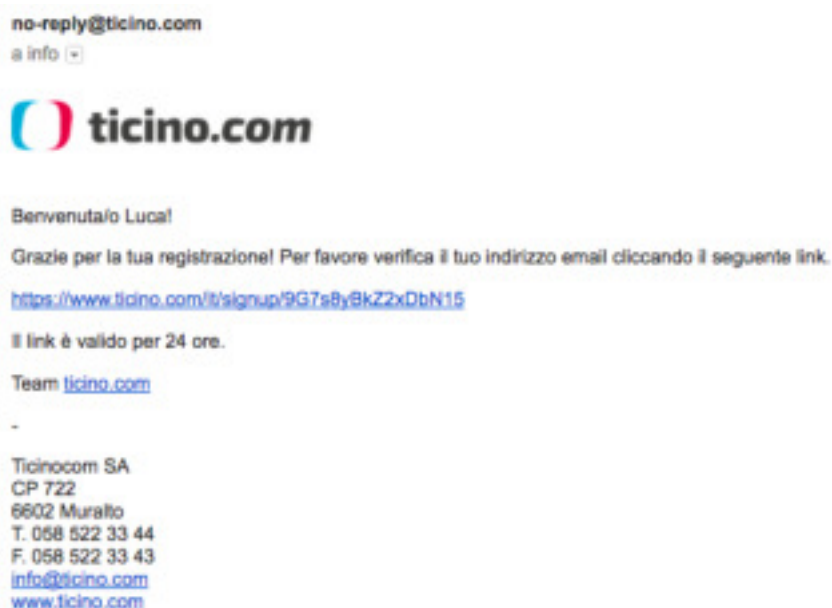 no-reply@ticino.com
a info
ticino.com
Benvenuta/o Luca!
Grazie per la tua registrazione! Per favore verifica il tuo indirizzo email cliccando il seguente link.
https://www.ticino.com/it/signup/9G7s8yBkZ2xDbN15
Il link è valido per 24 ore.
Team ticino.com
-
Ticinocom SA
CP 722
6602 Muralto
T. 058 522 33 44
F. 058 522 33 43
info@ticino.com
www.ticino.com